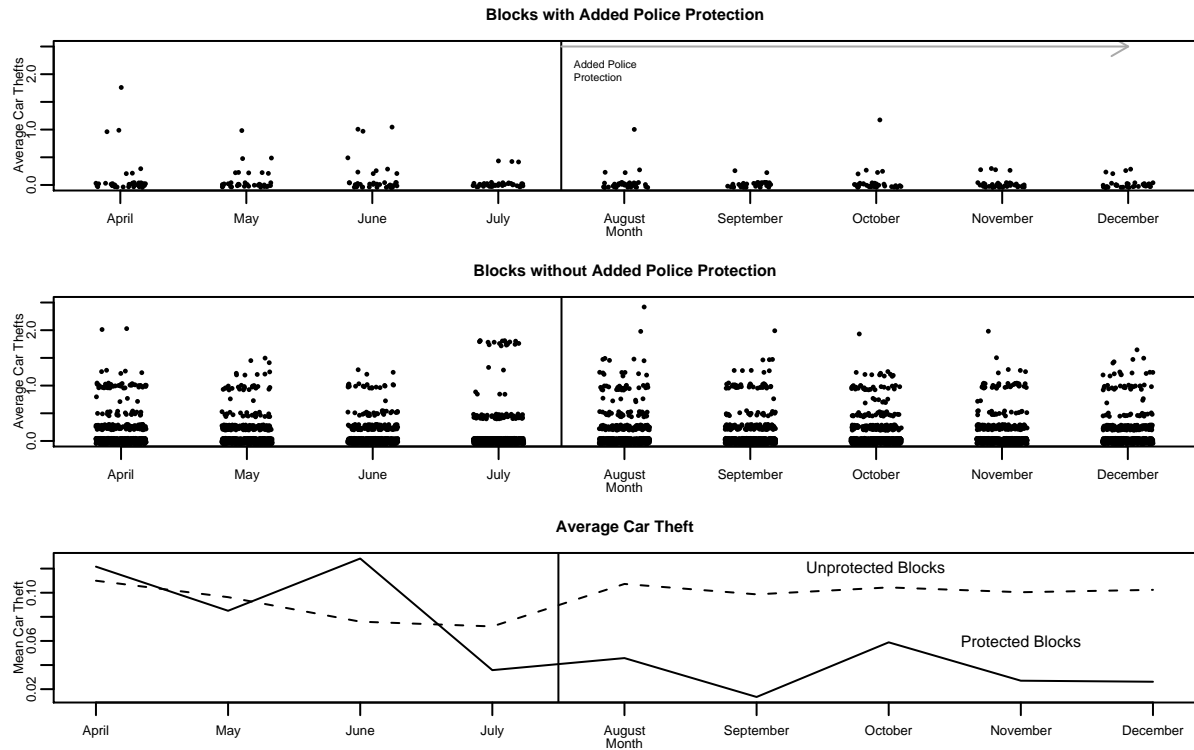 Blocks with Added Police Protection
Average Car Thefts
0.0 1.0 2.0
Added Police
Protection
April May June July August September October November December
Month
Blocks without Added Police Protection
Average Car Thefts
0.0 1.0 2.0
April May June July August September October November December
Month
Average Car Theft
Mean Car Theft
0.02 0.06 0.10
Unprotected Blocks
Protected Blocks
April May June July August September October November December
Month